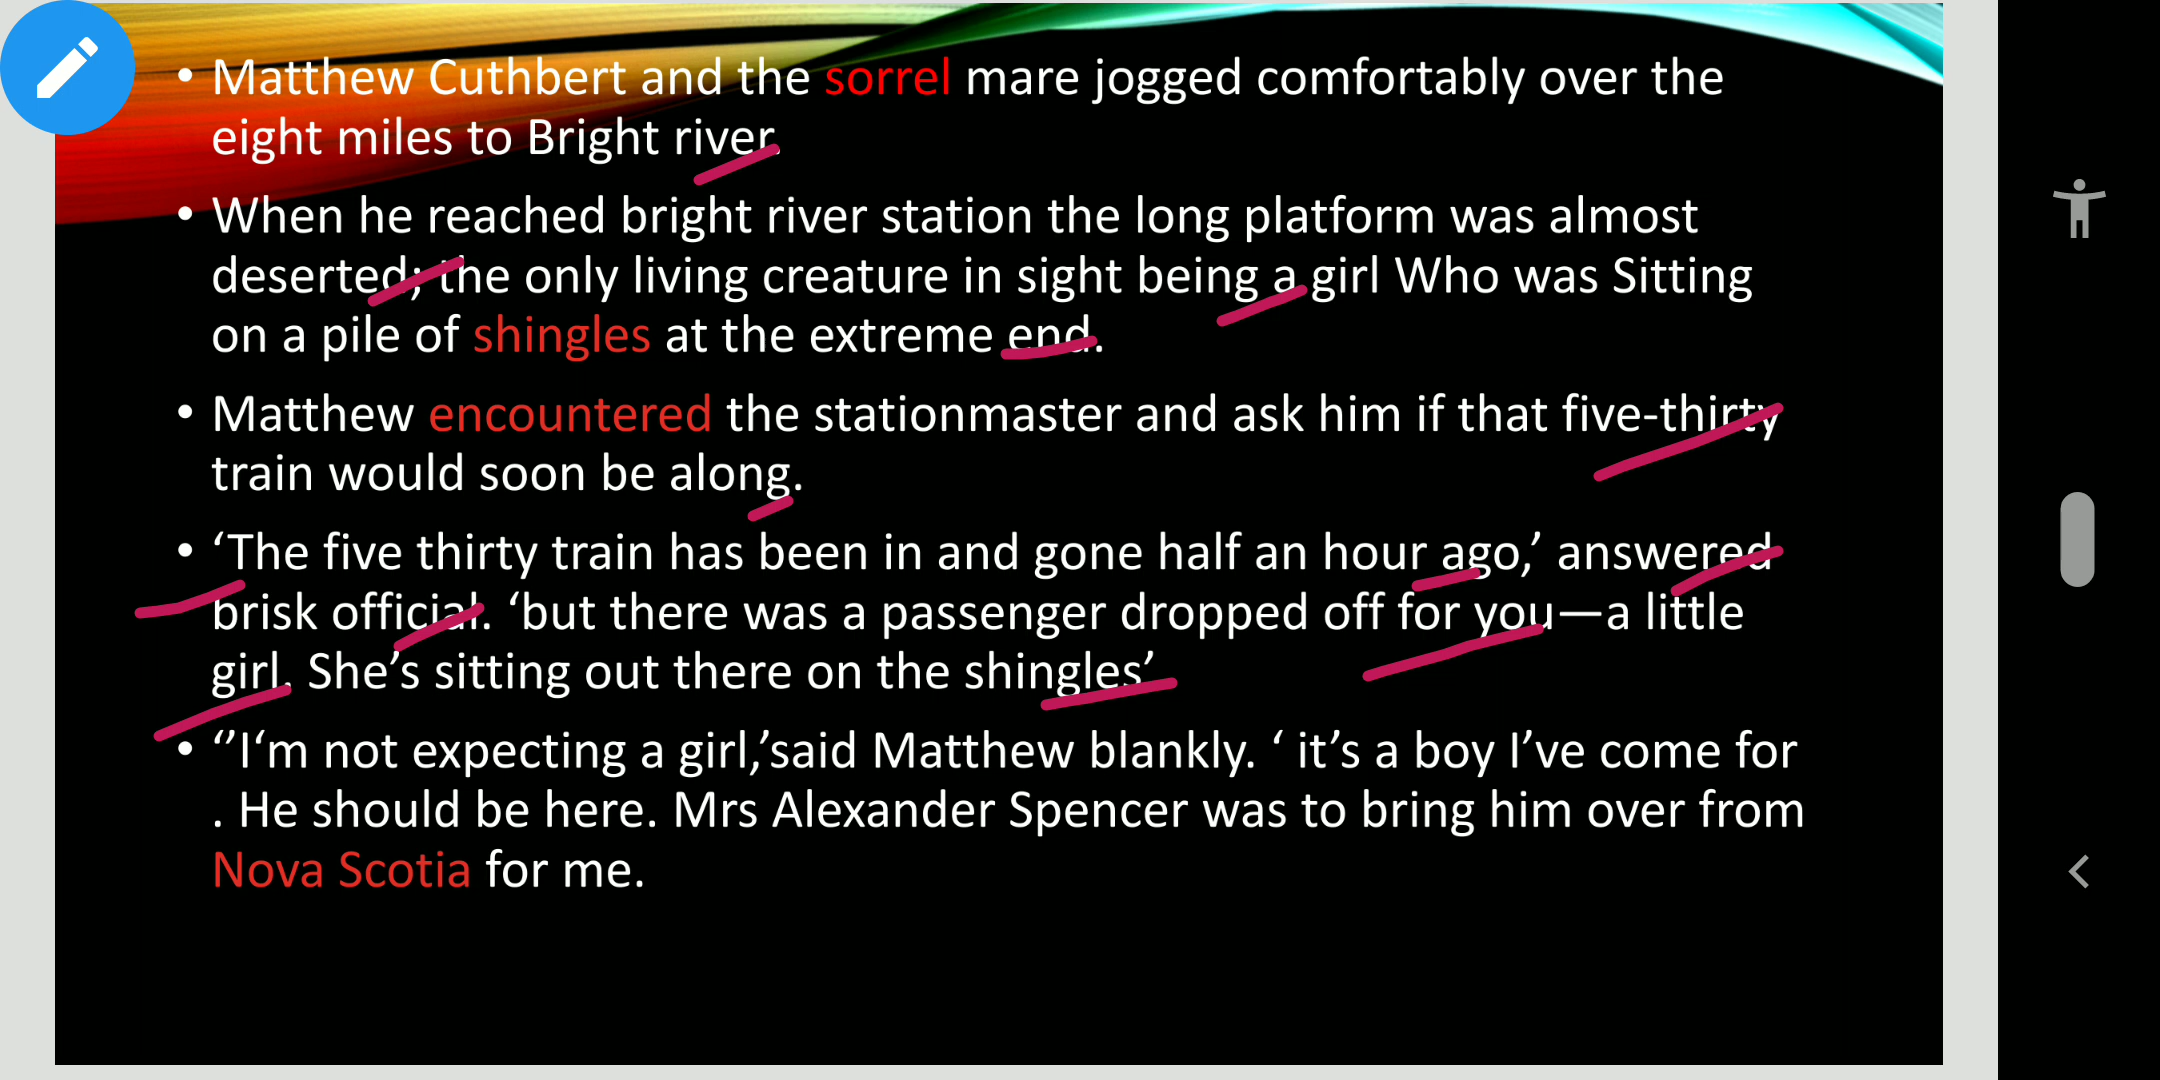 • Matthew Cuthbert and the sorrel mare jogged comfortably over the
eight miles to Bright river.
• When he reached bright river station the long platform was almost
deserted; the only living creature in sight being a girl Who was Sitting
on a pile of shingles at the extreme end.
• Matthew encountered the stationmaster and ask him if that five-thirty
train would soon be along.
• ‘The five thirty train has been in and gone half an hour ago,’ answered
brisk official. ‘but there was a passenger dropped off for you—a little
girl. She’s sitting out there on the shingles’
• ‘’I‘m not expecting a girl,’said Matthew blankly. ‘ it’s a boy I’ve come for
. He should be here. Mrs Alexander Spencer was to bring him over from
Nova Scotia for me.